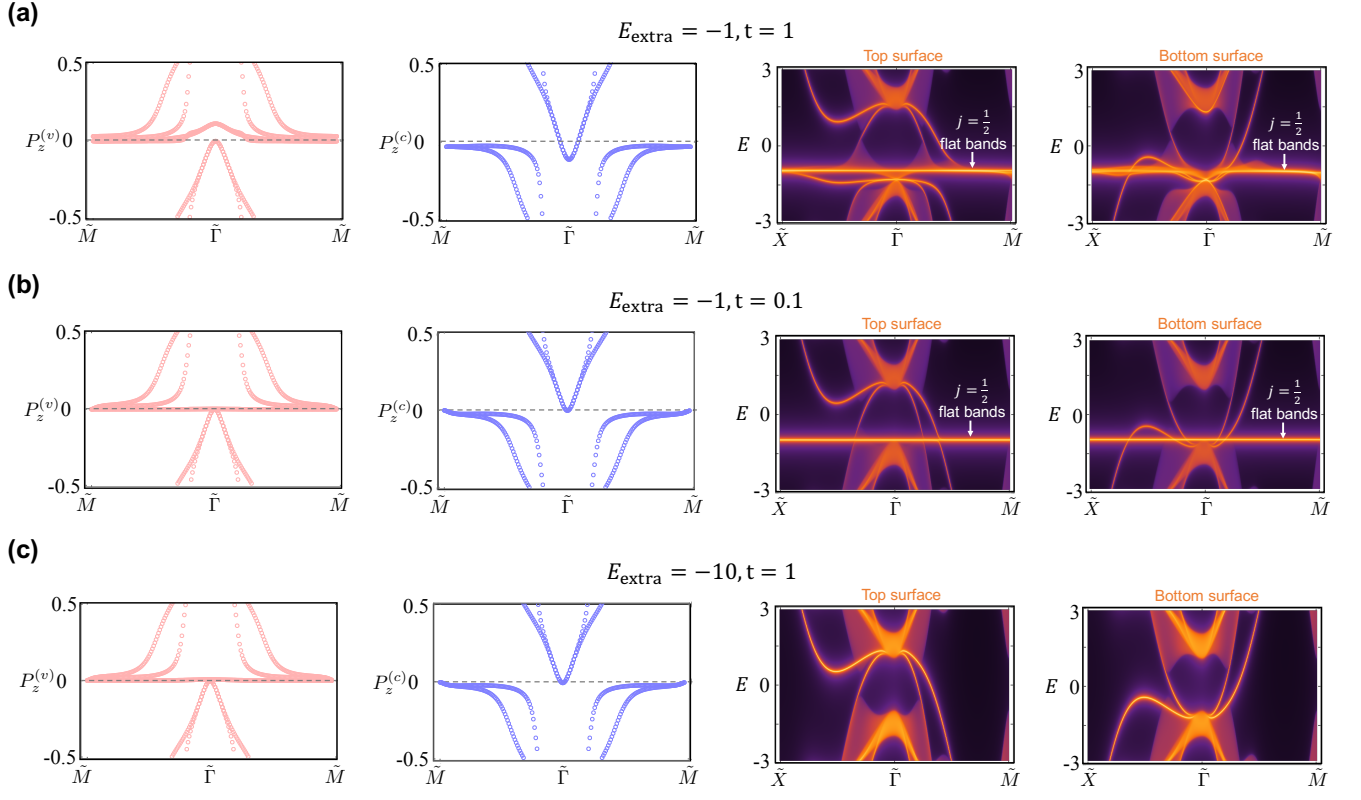 (a)
E_extra = −1, t = 1
Top surface
Bottom surface
0.5
P_z^(v)
0
-0.5
M̃
Γ̃
M̃
0.5
P_z^(c)
0
-0.5
M̃
Γ̃
M̃
3
E
0
-3
j = 1/2
flat bands
X̃
Γ̃
M̃
3
E
0
-3
j = 1/2
flat bands
X̃
Γ̃
M̃
(b)
E_extra = −1, t = 0.1
Top surface
Bottom surface
0.5
P_z^(v)
0
-0.5
M̃
Γ̃
M̃
0.5
P_z^(c)
0
-0.5
M̃
Γ̃
M̃
3
E
0
-3
j = 1/2
flat bands
X̃
Γ̃
M̃
3
E
0
-3
j = 1/2
flat bands
X̃
Γ̃
M̃
(c)
E_extra = −10, t = 1
Top surface
Bottom surface
0.5
P_z^(v)
0
-0.5
M̃
Γ̃
M̃
0.5
P_z^(c)
0
-0.5
M̃
Γ̃
M̃
3
E
0
-3
X̃
Γ̃
M̃
3
E
0
-3
X̃
Γ̃
M̃